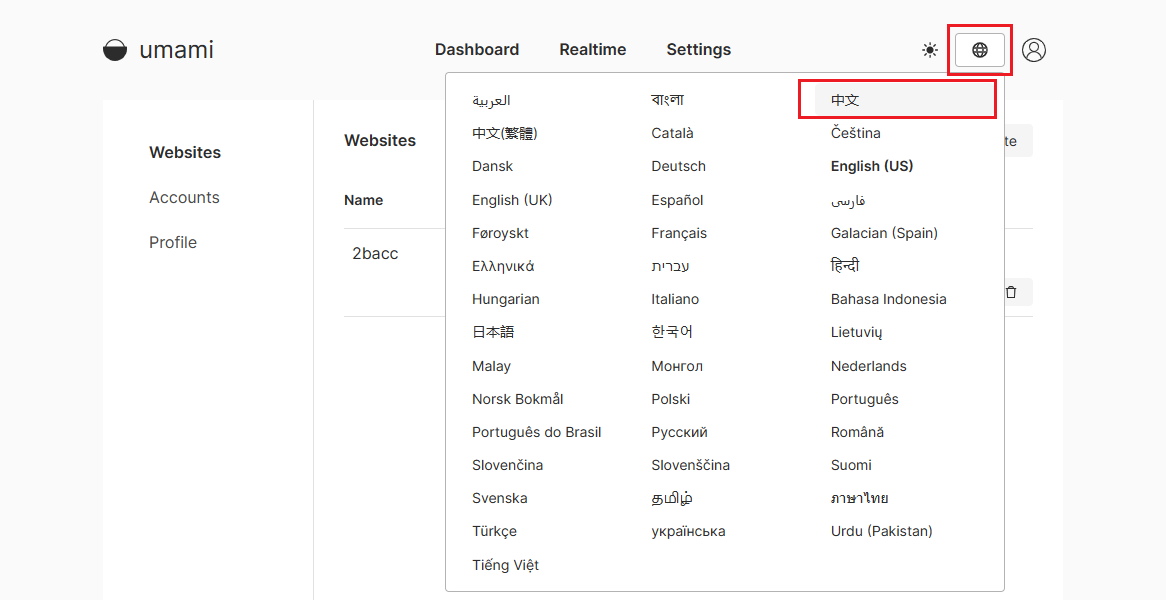 umami
Dashboard Realtime Settings
Websites
Accounts
Profile
Websites
Name
2bacc
العربية বাংলা 中文
中文(繁體) Català Čeština
Dansk Deutsch English (US)
English (UK) Español فارسی
Føroyskt Français Galacian (Spain)
Ελληνικά עברית हिन्दी
Hungarian Italiano Bahasa Indonesia
日本語 한국어 Lietuvių
Malay Монгол Nederlands
Norsk Bokmål Polski Português
Português do Brasil Русский Română
Slovenčina Slovenščina Suomi
Svenska தமிழ் ภาษาไทย
Türkçe українська Urdu (Pakistan)
Tiếng Việt